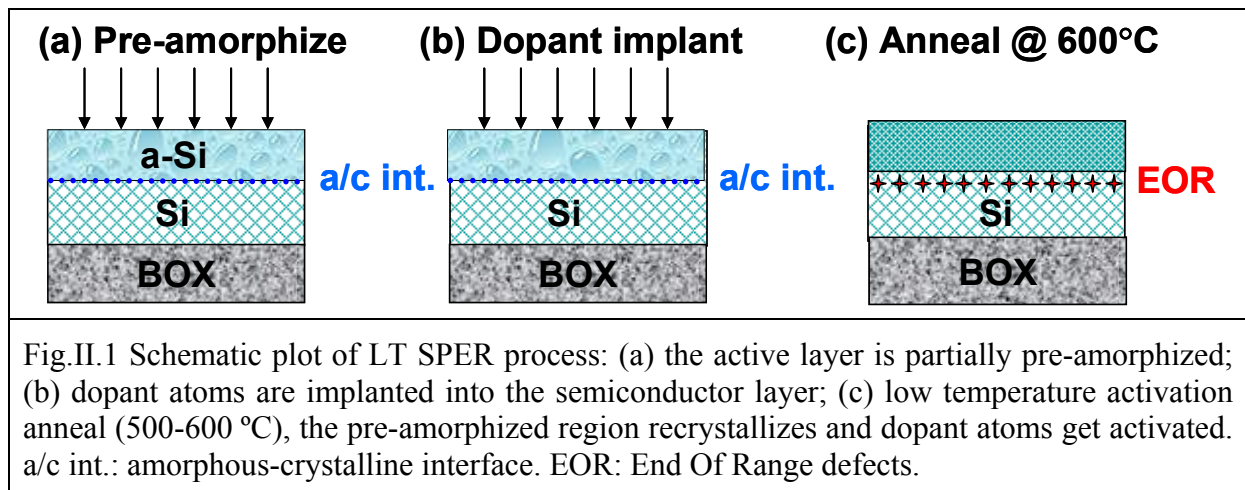 (a) Pre-amorphize
(b) Dopant implant
(c) Anneal @ 600°C
a-Si
a/c int.
a/c int.
EOR
Si
Si
Si
BOX
BOX
BOX
Fig.II.1 Schematic plot of LT SPER process: (a) the active layer is partially pre-amorphized;
(b) dopant atoms are implanted into the semiconductor layer; (c) low temperature activation
anneal (500-600 ºC), the pre-amorphized region recrystallizes and dopant atoms get activated.
a/c int.: amorphous-crystalline interface. EOR: End Of Range defects.